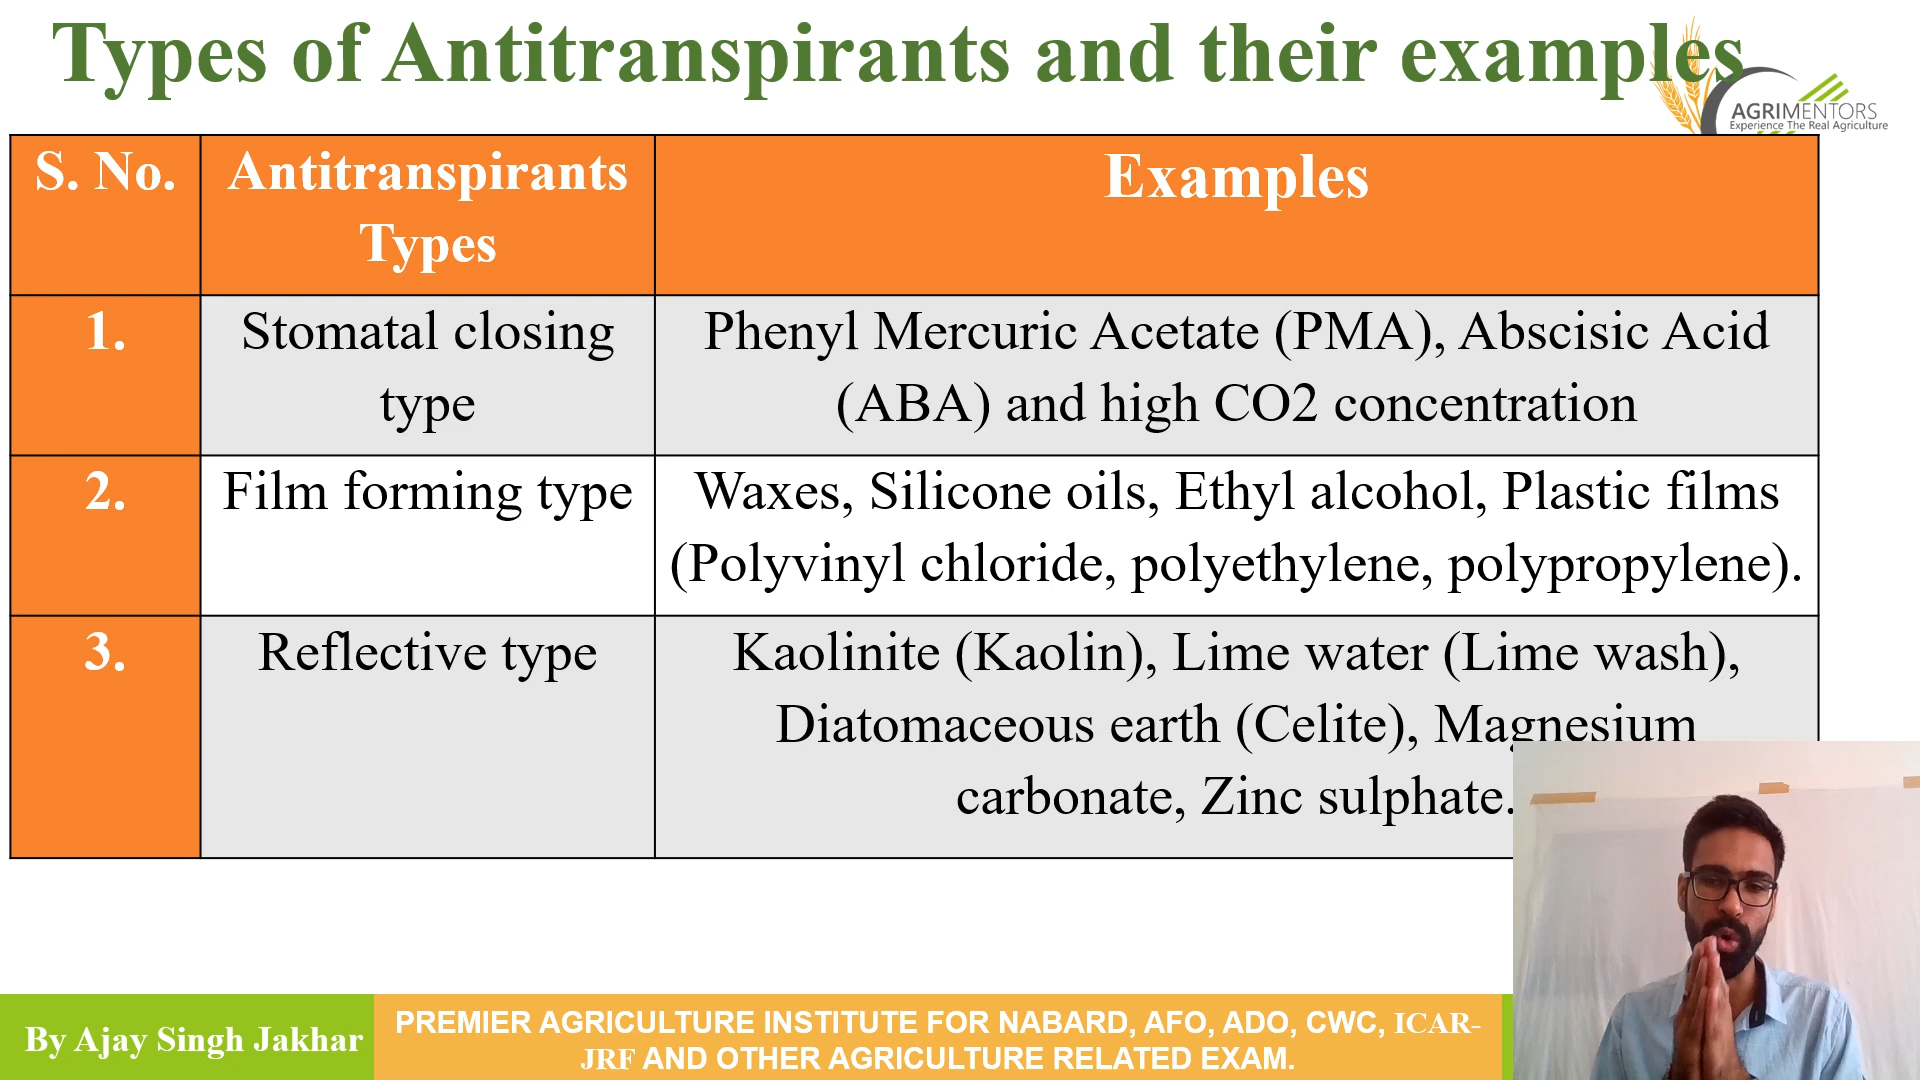 Types of Antitranspirants and their examples
AGRIMENTORS
Experience The Real Agriculture
S. No.
Antitranspirants
Types
Examples
1.
Stomatal closing
type
Phenyl Mercuric Acetate (PMA), Abscisic Acid
(ABA) and high CO2 concentration
2.
Film forming type
Waxes, Silicone oils, Ethyl alcohol, Plastic films
(Polyvinyl chloride, polyethylene, polypropylene).
3.
Reflective type
Kaolinite (Kaolin), Lime water (Lime wash),
Diatomaceous earth (Celite), Magnesium
carbonate, Zinc sulphate.
By Ajay Singh Jakhar
PREMIER AGRICULTURE INSTITUTE FOR NABARD, AFO, ADO, CWC, ICAR-
JRF AND OTHER AGRICULTURE RELATED EXAM.